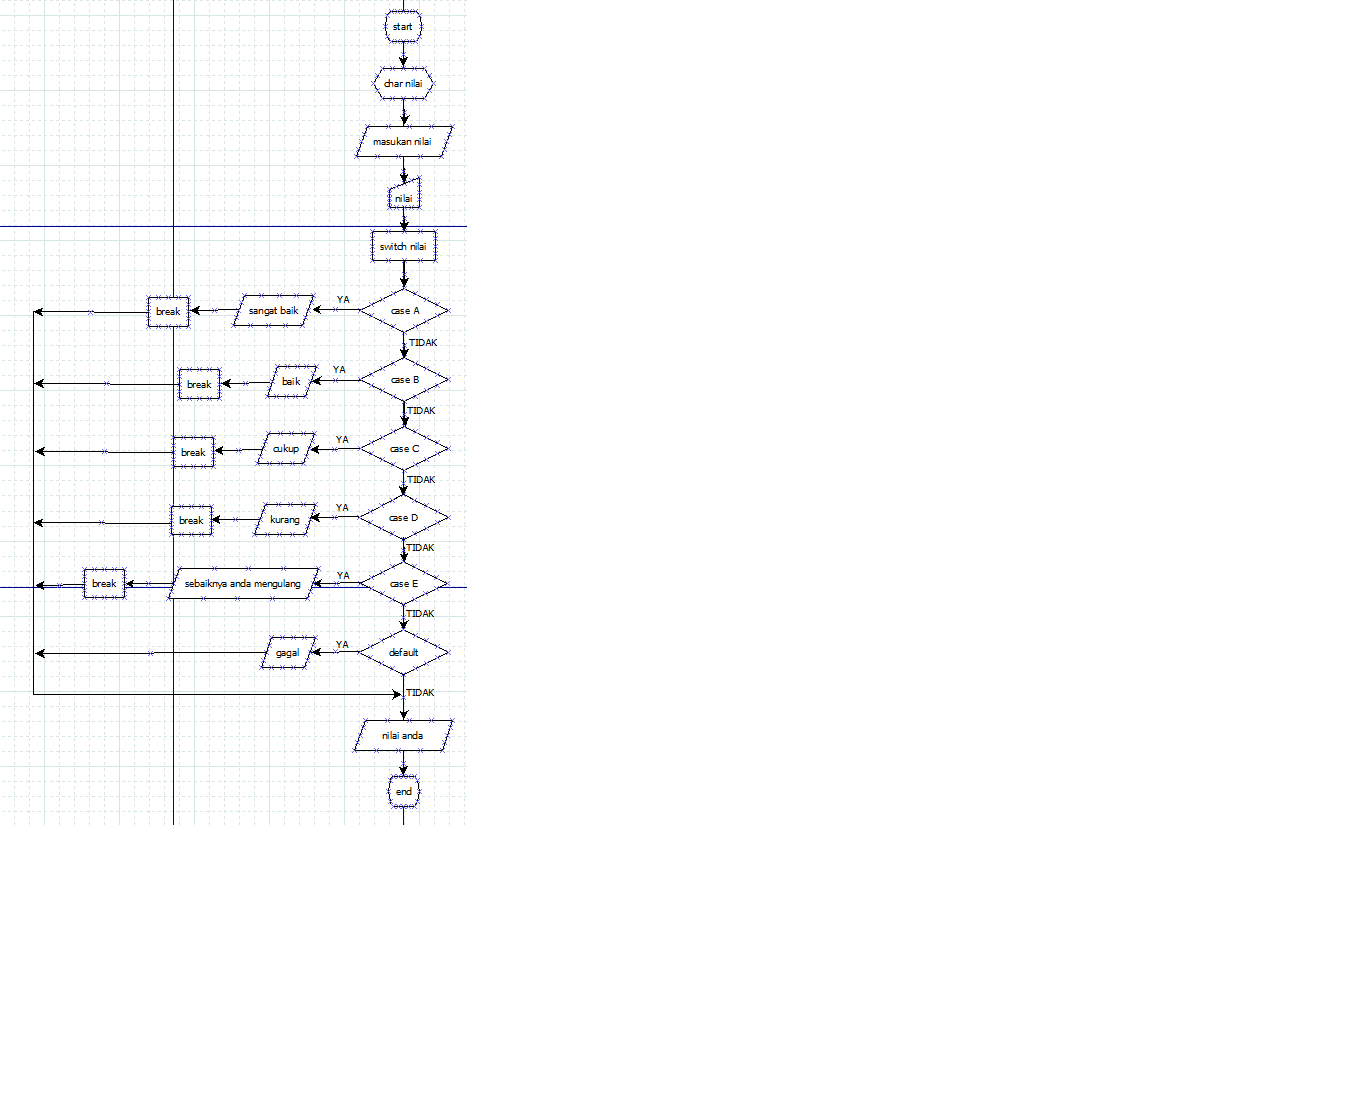 start
char nilai
masukan nilai
nilai
switch nilai
break
sangat baik
YA
case A
TIDAK
break
baik
YA
case B
TIDAK
break
cukup
YA
case C
TIDAK
break
kurang
YA
case D
TIDAK
break
sebaiknya anda mengulang
YA
case E
TIDAK
gagal
YA
default
TIDAK
nilai anda
end